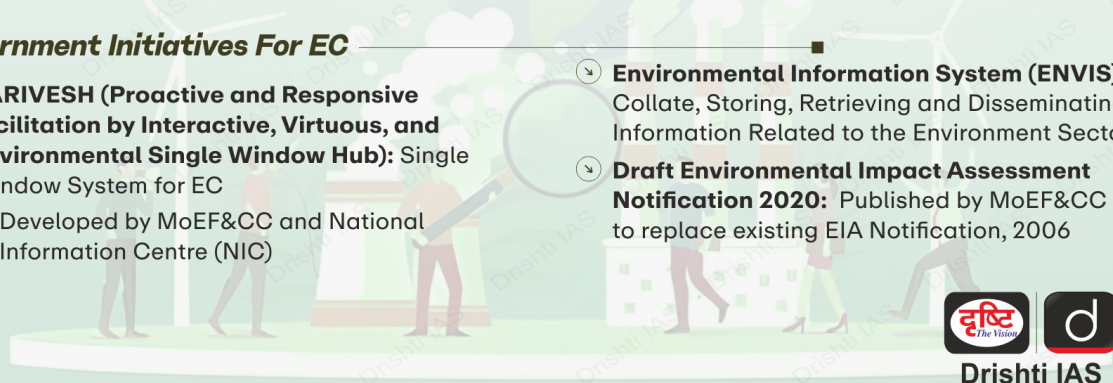 rnment Initiatives For EC
ARIVESH (Proactive and Responsive
cilitation by Interactive, Virtuous, and
vironmental Single Window Hub): Single
ndow System for EC
Developed by MoEF&CC and National
Information Centre (NIC)
Environmental Information System (ENVIS)
Collate, Storing, Retrieving and Disseminatin
Information Related to the Environment Secto
Draft Environmental Impact Assessment
Notification 2020: Published by MoEF&CC
to replace existing EIA Notification, 2006
दृष्टि
The Vision
d
Drishti IAS